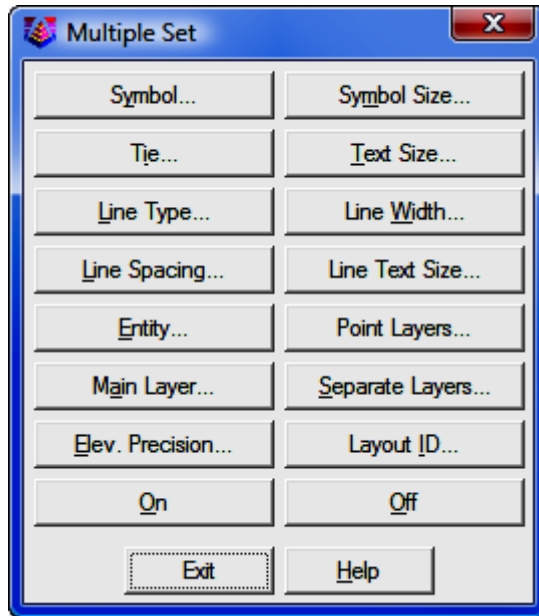 Multiple Set
Symbol... Symbol Size...
Tie... Text Size...
Line Type... Line Width...
Line Spacing... Line Text Size...
Entity... Point Layers...
Main Layer... Separate Layers...
Elev. Precision... Layout ID...
On Off
Exit Help